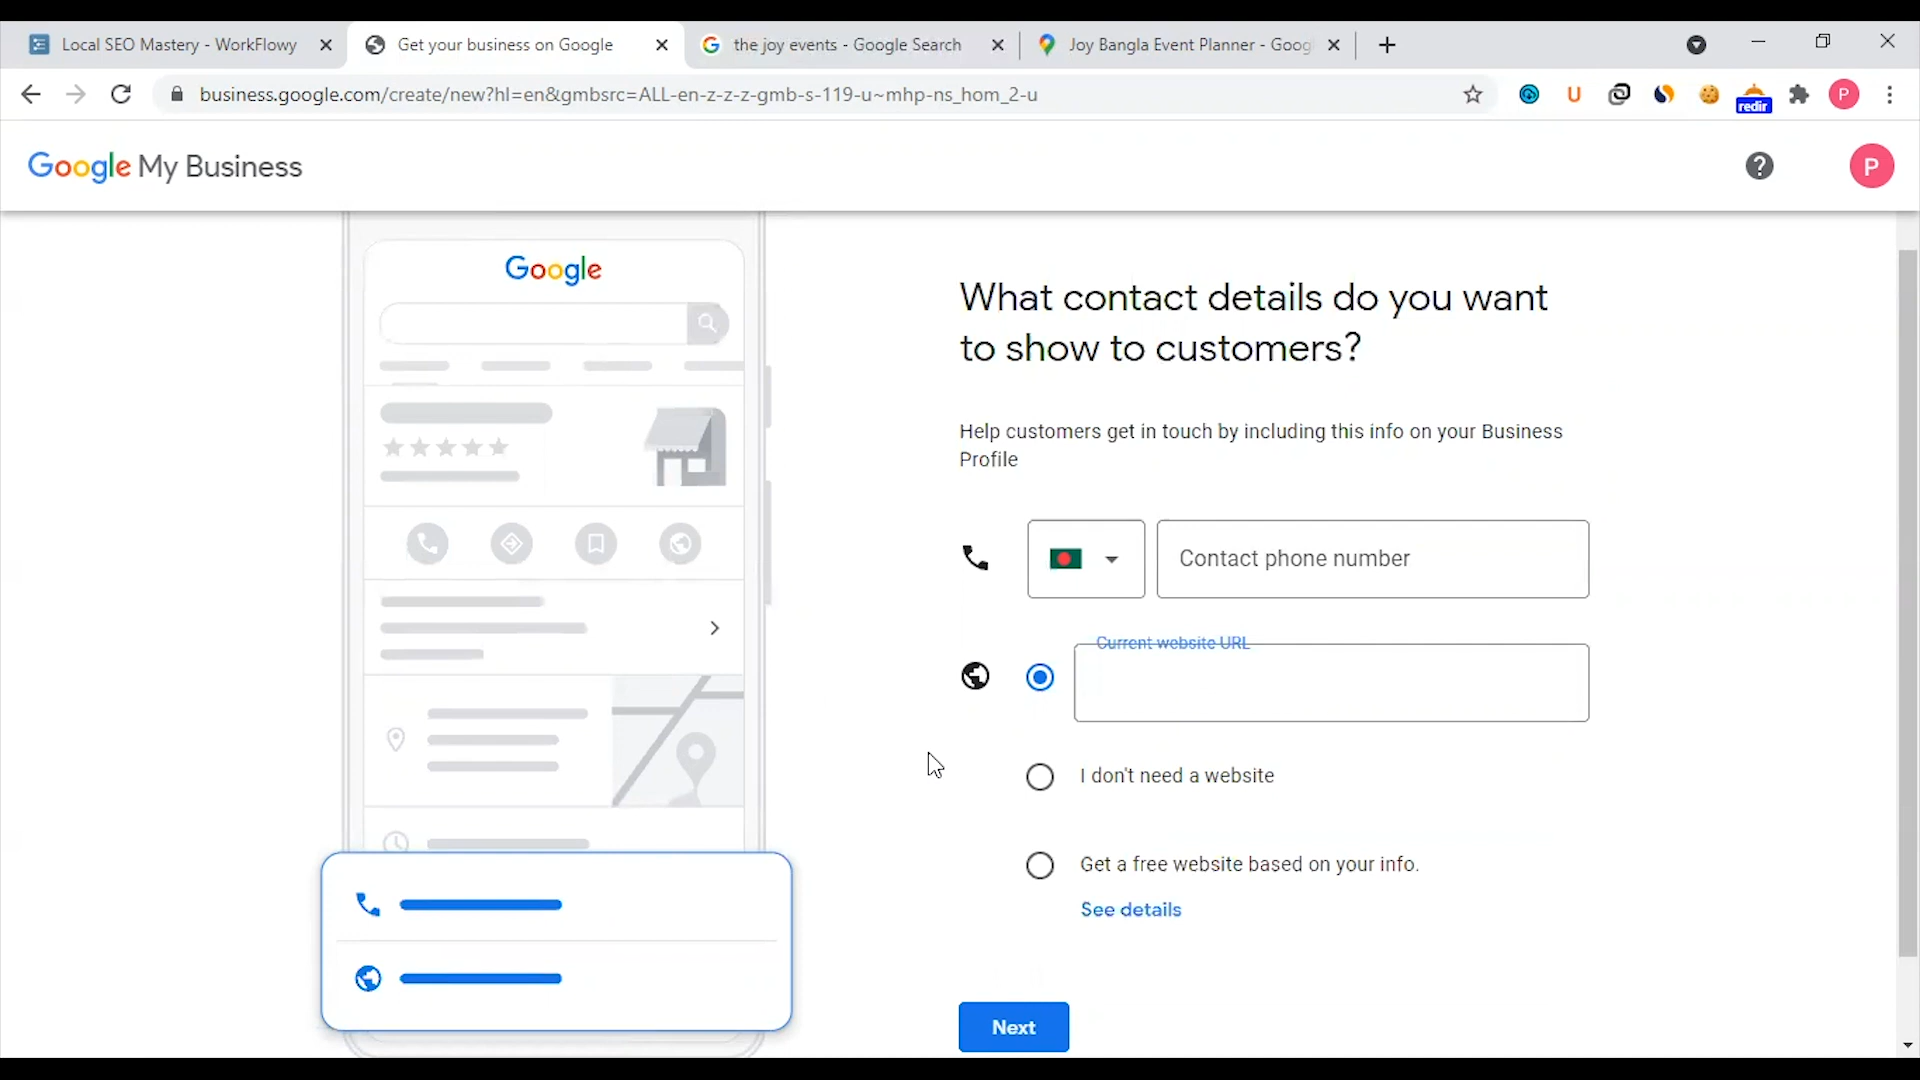 Local SEO Mastery - WorkFlowy
Get your business on Google
the joy events - Google Search
Joy Bangla Event Planner - Goog
business.google.com/create/new?hl=en&gmbsrc=ALL-en-z-z-z-gmb-s-119-u~mhp-ns_hom_2-u
U
redir
P
Google My Business
P
Google
What contact details do you want
to show to customers?
Help customers get in touch by including this info on your Business
Profile
Contact phone number
Current website URL
I don't need a website
Get a free website based on your info.
See details
Next